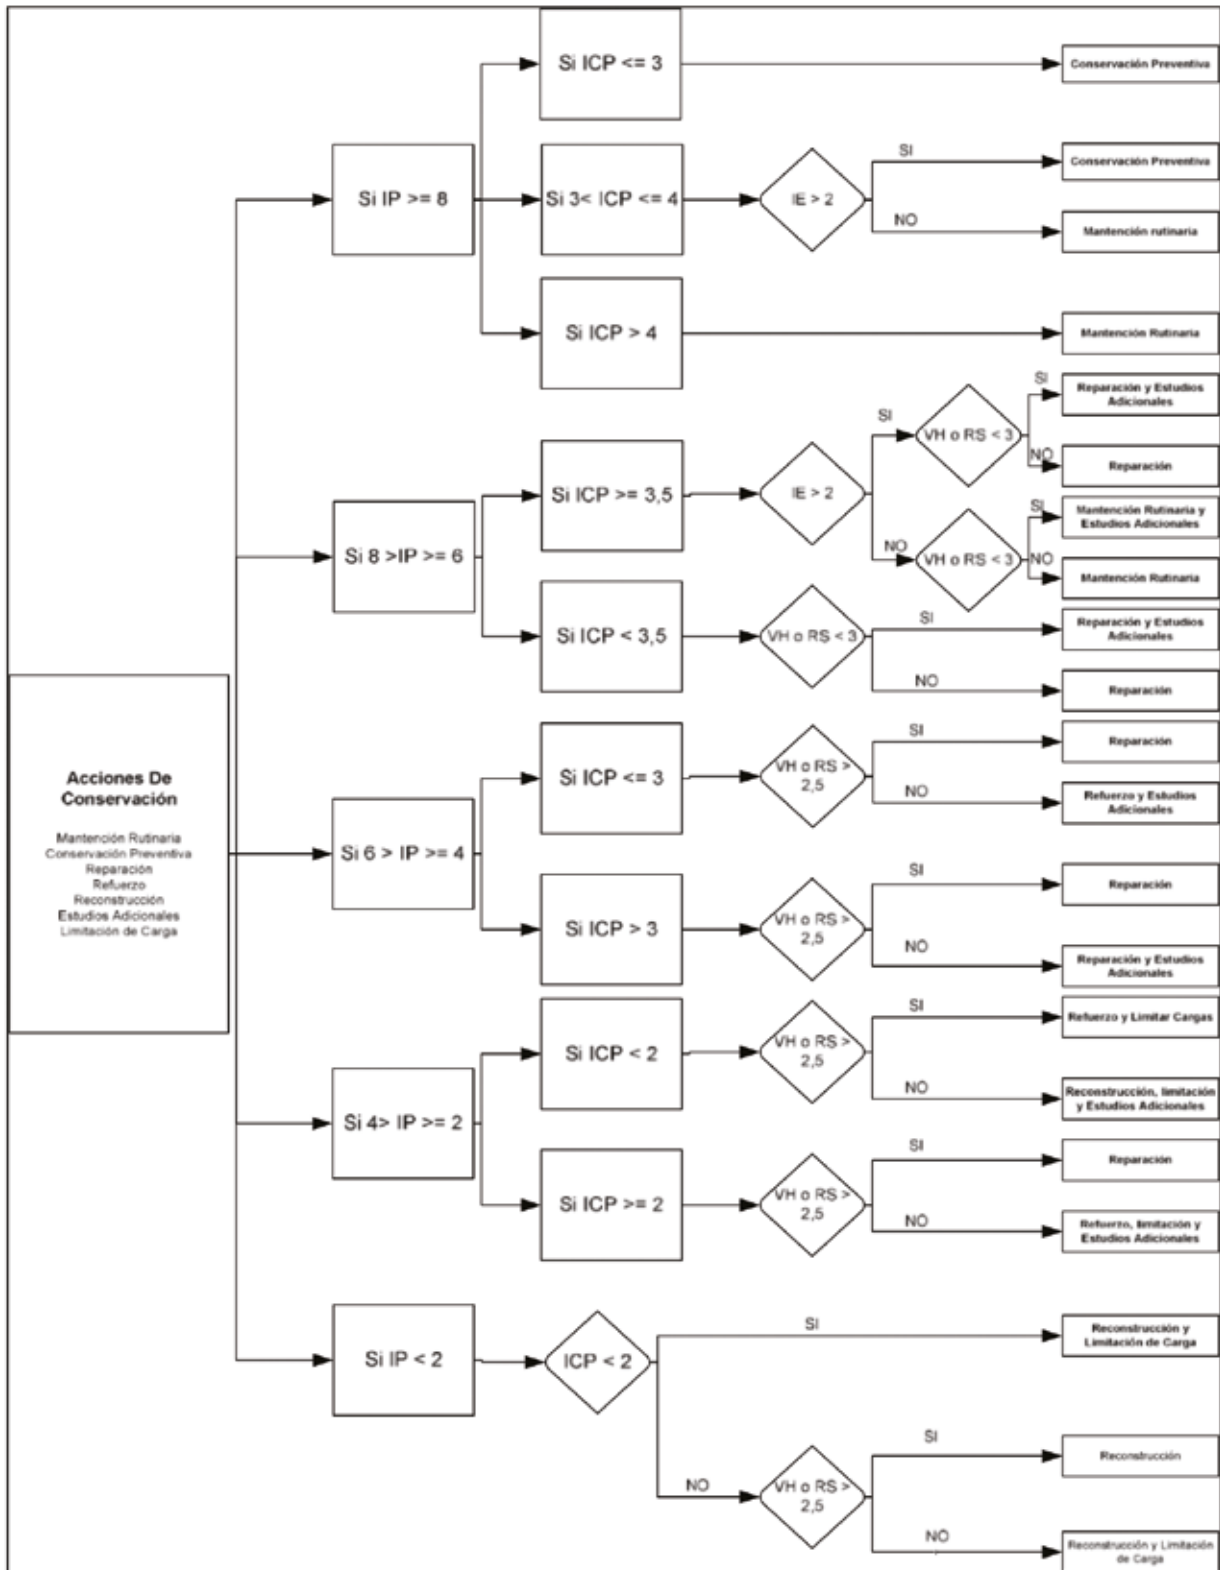 Si ICP <= 3
Conservación Preventiva
Si IP >= 8
Si 3< ICP <= 4
IE > 2
SI
Conservación Preventiva
NO
Mantención rutinaria
Si ICP > 4
Mantención Rutinaria
Si 8 >IP >= 6
Si ICP >= 3,5
IE > 2
SI
VH o RS < 3
SI
Reparación y Estudios
Adicionales
NO
Reparación
NO
VH o RS < 3
SI
Mantención Rutinaria y
Estudios Adicionales
NO
Mantención Rutinaria
Si ICP < 3,5
VH o RS < 3
SI
Reparación y Estudios
Adicionales
NO
Reparación
Acciones De
Conservación
Mantención Rutinaria
Conservación Preventiva
Reparación
Refuerzo
Reconstrucción
Estudios Adicionales
Limitación de Carga
Si 6 > IP >= 4
Si ICP <= 3
VH o RS >
2,5
SI
Reparación
NO
Refuerzo y Estudios
Adicionales
Si ICP > 3
VH o RS >
2,5
SI
Reparación
NO
Reparación y Estudios
Adicionales
Si 4> IP >= 2
Si ICP < 2
VH o RS >
2,5
SI
Refuerzo y Limitar Cargas
NO
Reconstrucción, limitación
y Estudios Adicionales
Si ICP >= 2
VH o RS >
2,5
SI
Reparación
NO
Refuerzo, limitación y
Estudios Adicionales
Si IP < 2
ICP < 2
SI
Reconstrucción y
Limitación de Carga
NO
VH o RS >
2,5
SI
Reconstrucción
NO
Reconstrucción y Limitación
de Carga